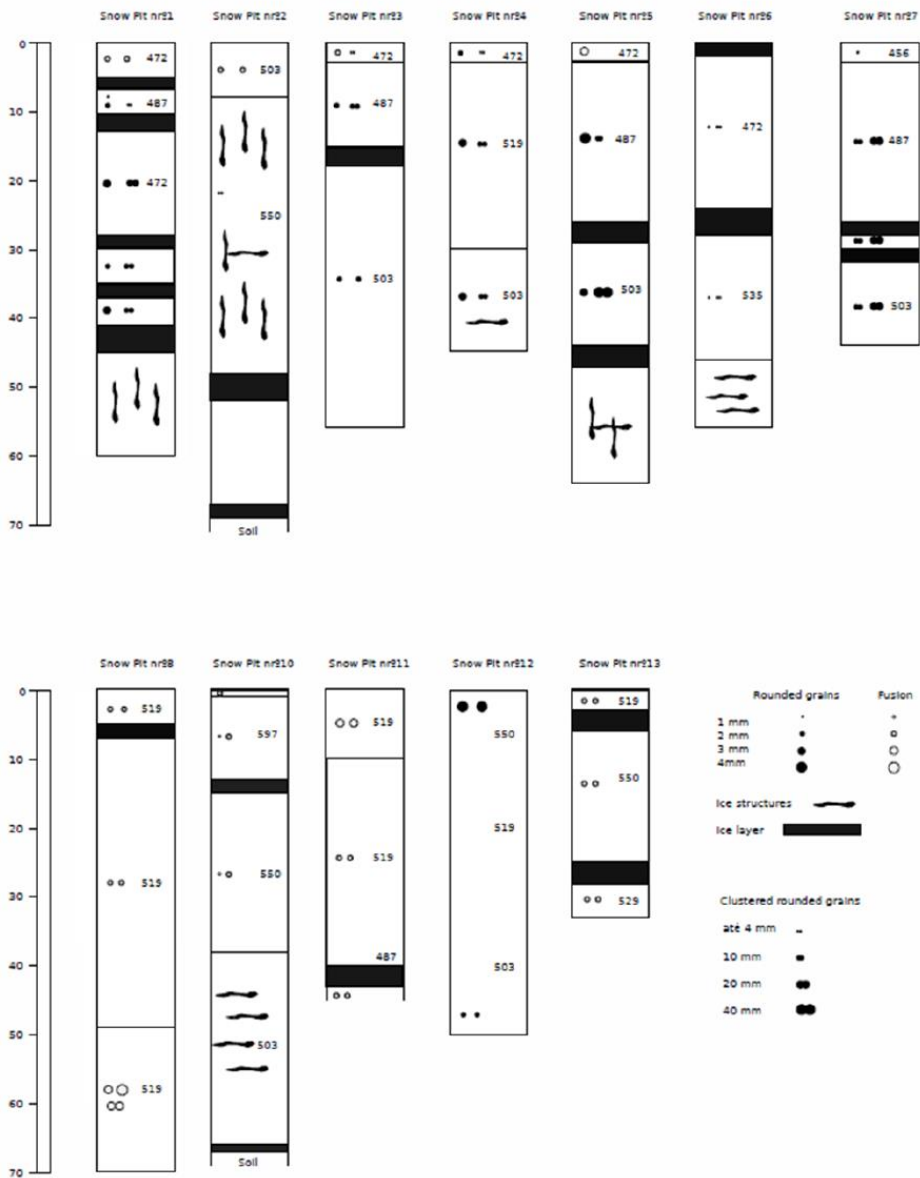 Snow Pit nº1 Snow Pit nº2 Snow Pit nº3 Snow Pit nº4 Snow Pit nº5 Snow Pit nº6 Snow Pit nº7
0
472 503 472 472 472 456
487 487 487
10
519 472 487
472
20
550
30
503 503 503 535 503
40
50
60
70
Soil
Snow Pit nº8 Snow Pit nº10 Snow Pit nº11 Snow Pit nº12 Snow Pit nº13
0
519 519 519
597 550
10
550
519
20
519 550 519
529
30
487
40
503 503
50
519
60
Soil
70
Rounded grains Fusion
1 mm
2 mm
3 mm
4mm
Ice structures
Ice layer
Clustered rounded grains
até 4 mm
10 mm
20 mm
40 mm